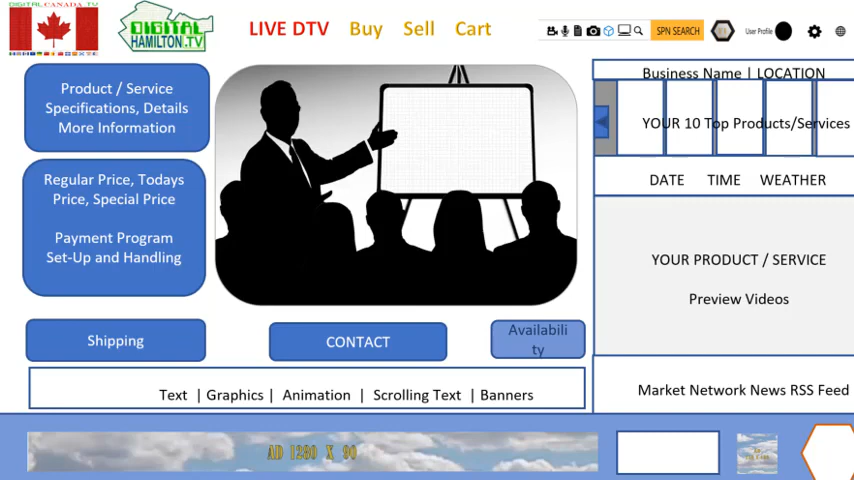 DIGITALCANADA.TV
DIGITAL
HAMILTON.TV
LIVE DTV Buy Sell Cart
SPN SEARCH
User Profile
Product / Service
Specifications, Details
More Information
Regular Price, Todays
Price, Special Price
Payment Program
Set-Up and Handling
Shipping
CONTACT
Availabili
ty
Text | Graphics | Animation | Scrolling Text | Banners
Business Name | LOCATION
YOUR 10 Top Products/Services
DATE TIME WEATHER
YOUR PRODUCT / SERVICE
Preview Videos
Market Network News RSS Feed
AD 1280 X 90